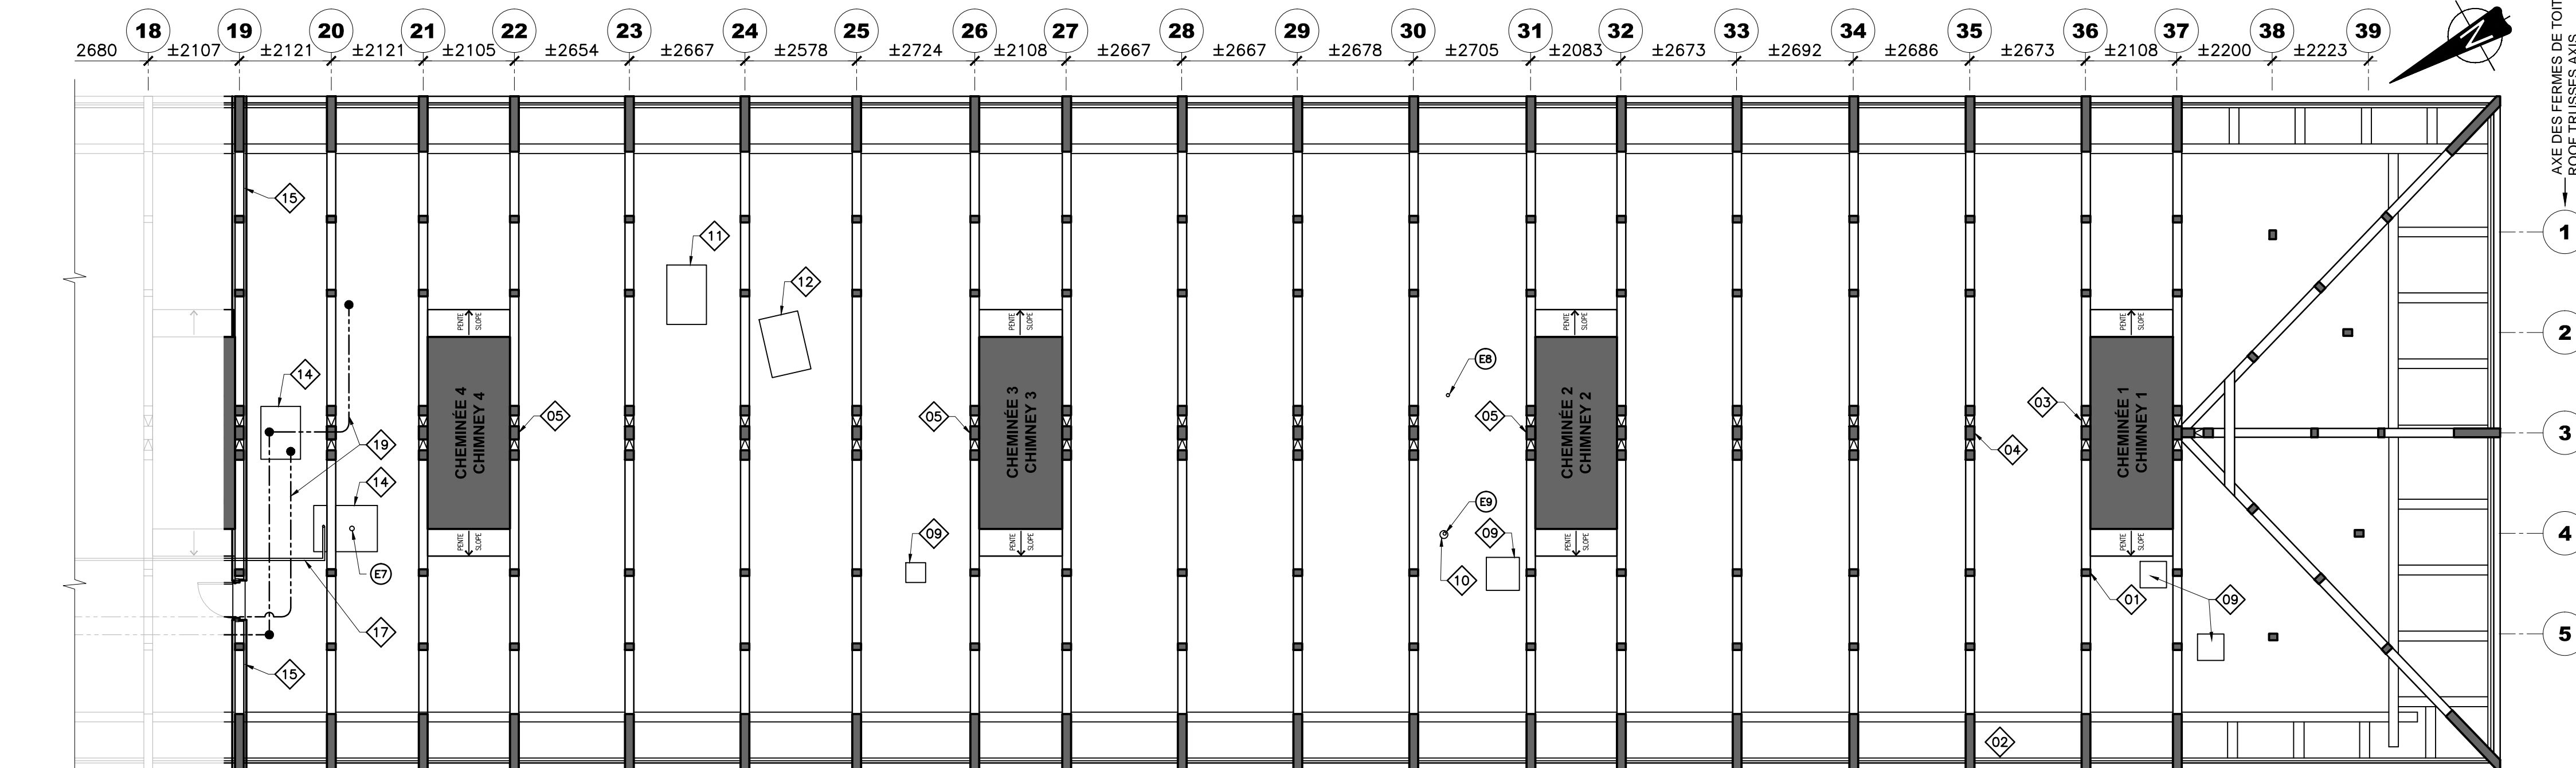 18 19 20 21 22 23 24 25 26 27 28 29 30 31 32 33 34 35 36 37 38 39
2680 ±2107 ±2121 ±2121 ±2105 ±2654 ±2667 ±2578 ±2724 ±2108 ±2667 ±2667 ±2678 ±2705 ±2083 ±2673 ±2692 ±2686 ±2673 ±2108 ±2200 ±2223
N
AXE DES FERMES DE TOIT
ROOF TRUSSES AXIS
1
2
3
4
5
15
11
12
14
19
14
E7
17
15
PENTE
SLOPE
CHEMINÉE 4
CHIMNEY 4
PENTE
SLOPE
05
05
09
PENTE
SLOPE
CHEMINÉE 3
CHIMNEY 3
PENTE
SLOPE
E8
05
E9
09
10
PENTE
SLOPE
CHEMINÉE 2
CHIMNEY 2
PENTE
SLOPE
03
04
PENTE
SLOPE
CHEMINÉE 1
CHIMNEY 1
PENTE
SLOPE
01
09
02